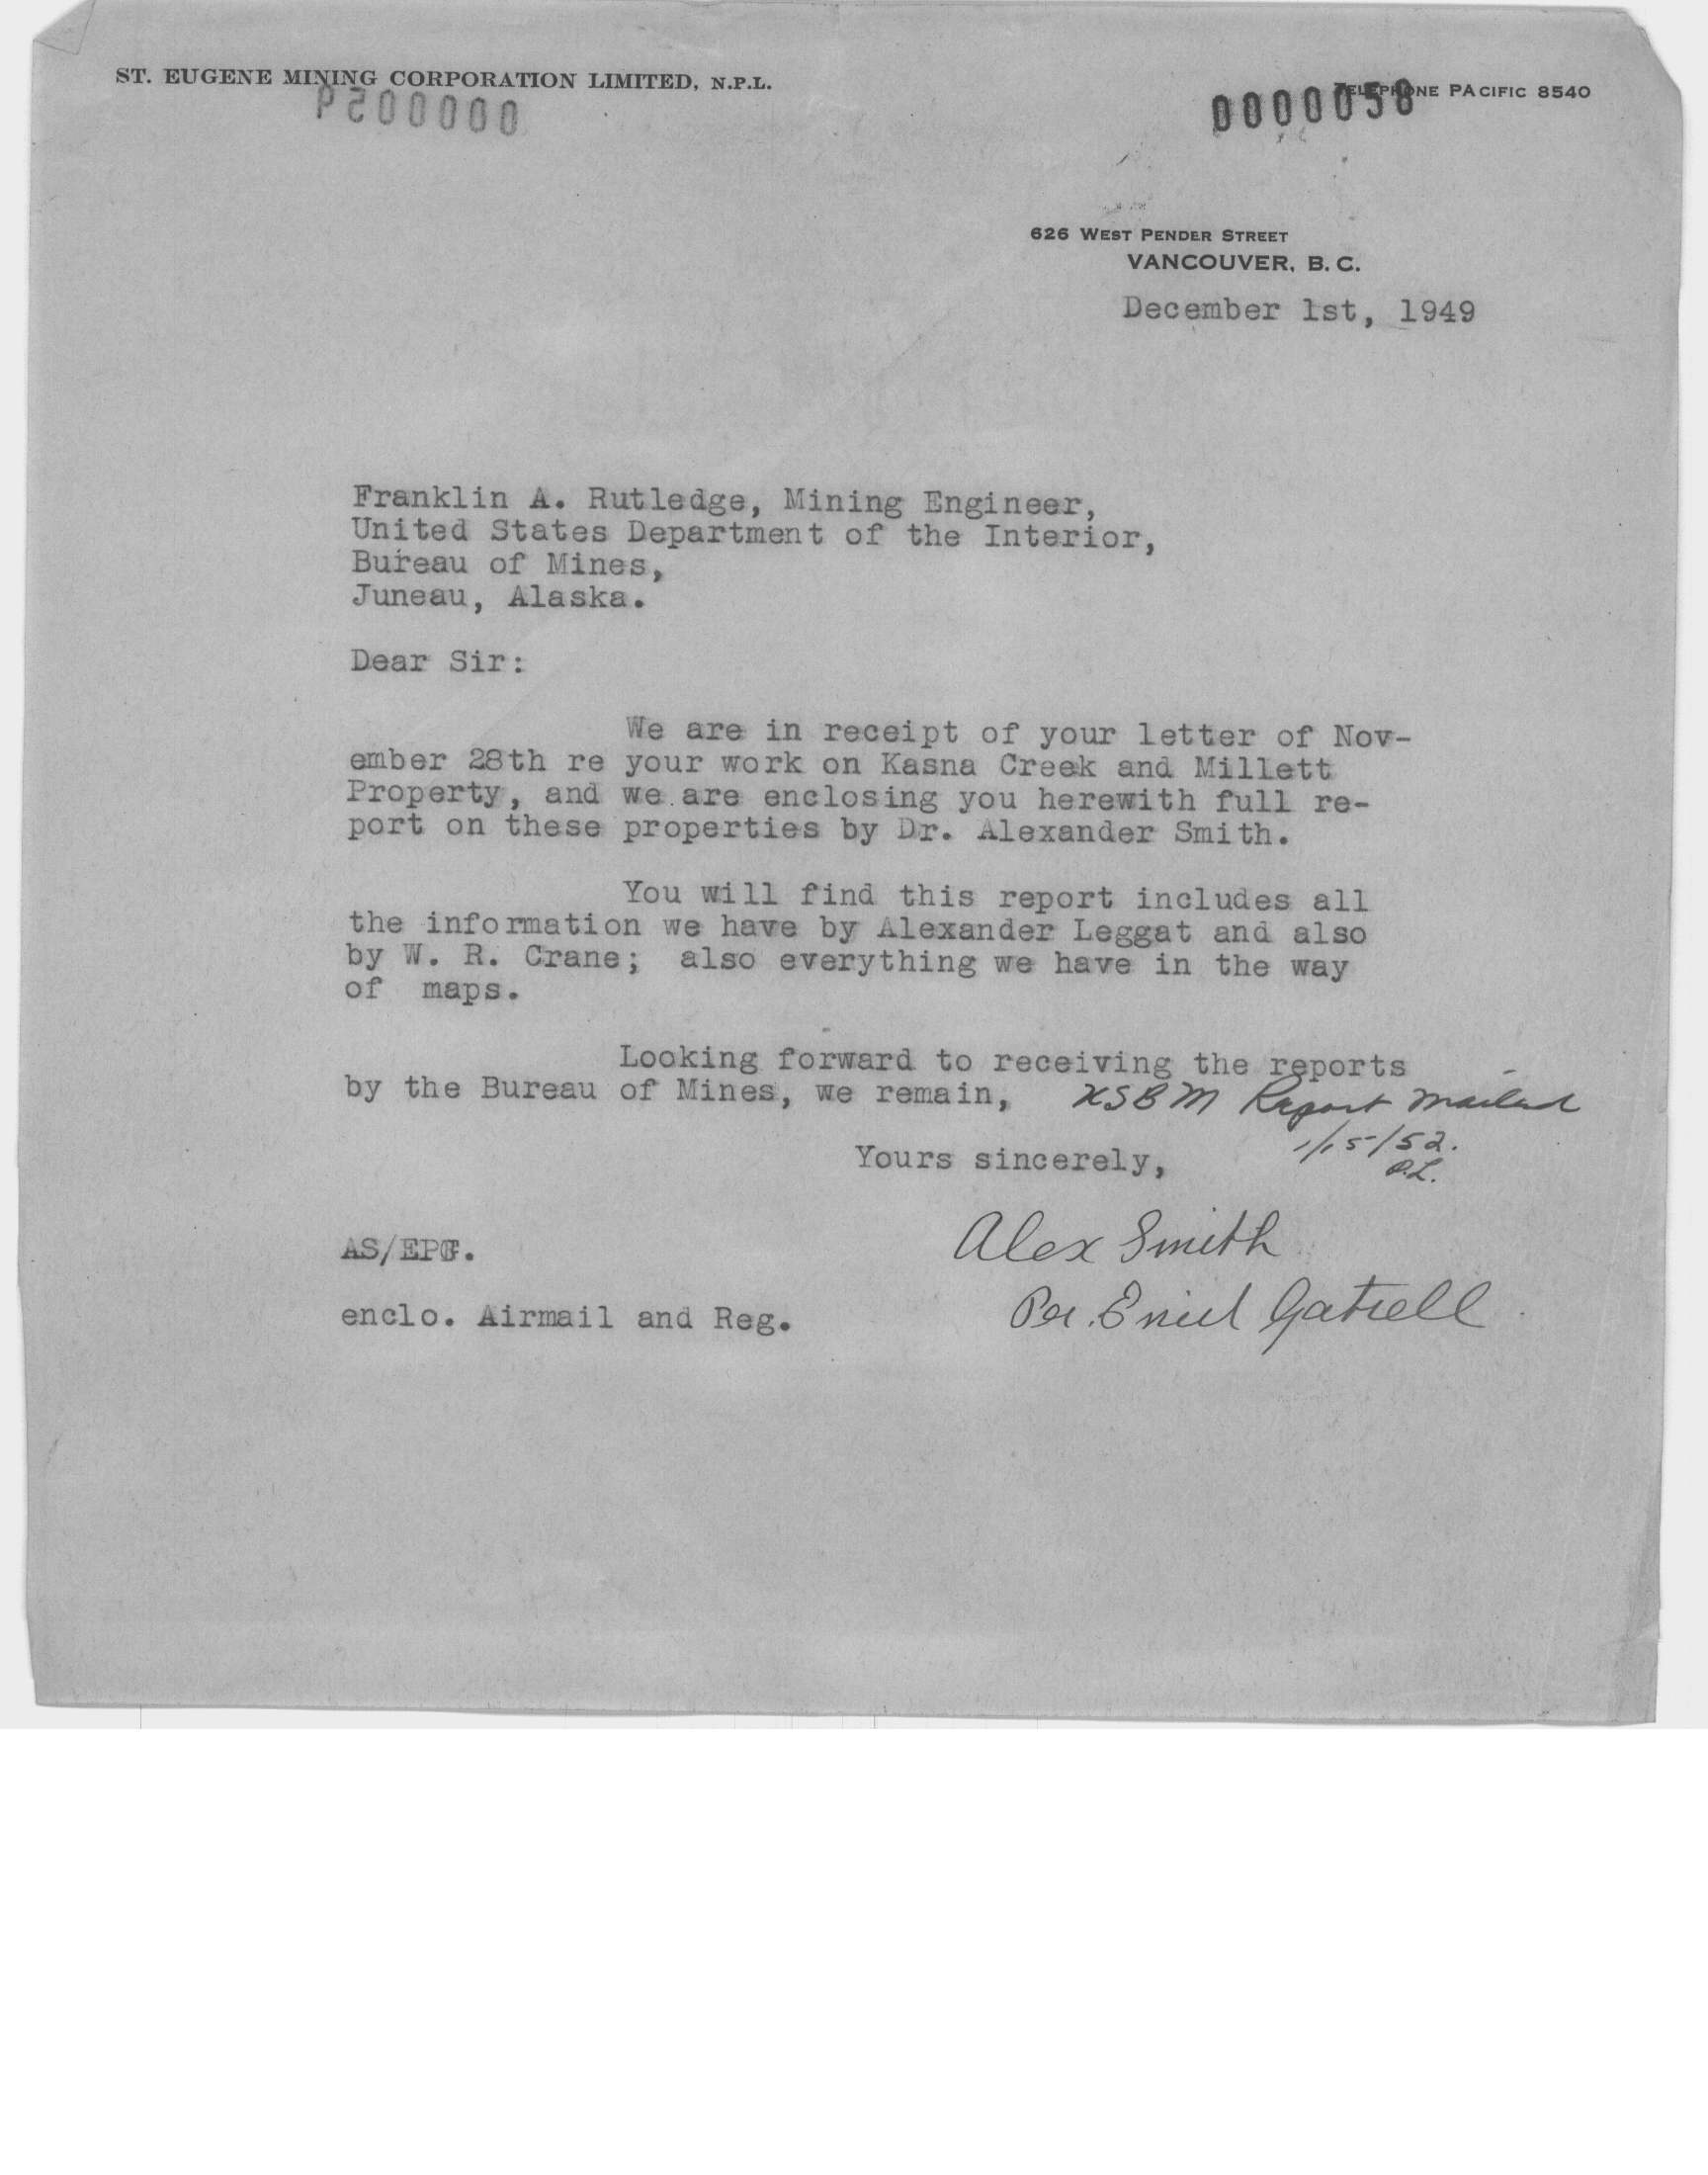 ST. EUGENE MINING CORPORATION LIMITED, N.P.L.
TELEPHONE PACIFIC 8540
0000058
626 WEST PENDER STREET
VANCOUVER, B. C.
December 1st, 1949
Franklin A. Rutledge, Mining Engineer,
United States Department of the Interior,
Bureau of Mines,
Juneau, Alaska.
Dear Sir:
We are in receipt of your letter of Nov-
ember 28th re your work on Kasna Creek and Millett
Property, and we are enclosing you herewith full re-
port on these properties by Dr. Alexander Smith.
You will find this report includes all
the information we have by Alexander Leggat and also
by W. R. Crane; also everything we have in the way
of maps.
Looking forward to receiving the reports
by the Bureau of Mines, we remain,
USBM Report mailed
1/15/52.
Yours sincerely,
Alex Smith
AS/EPG.
Per. Enid Gatrell
enclo. Airmail and Reg.